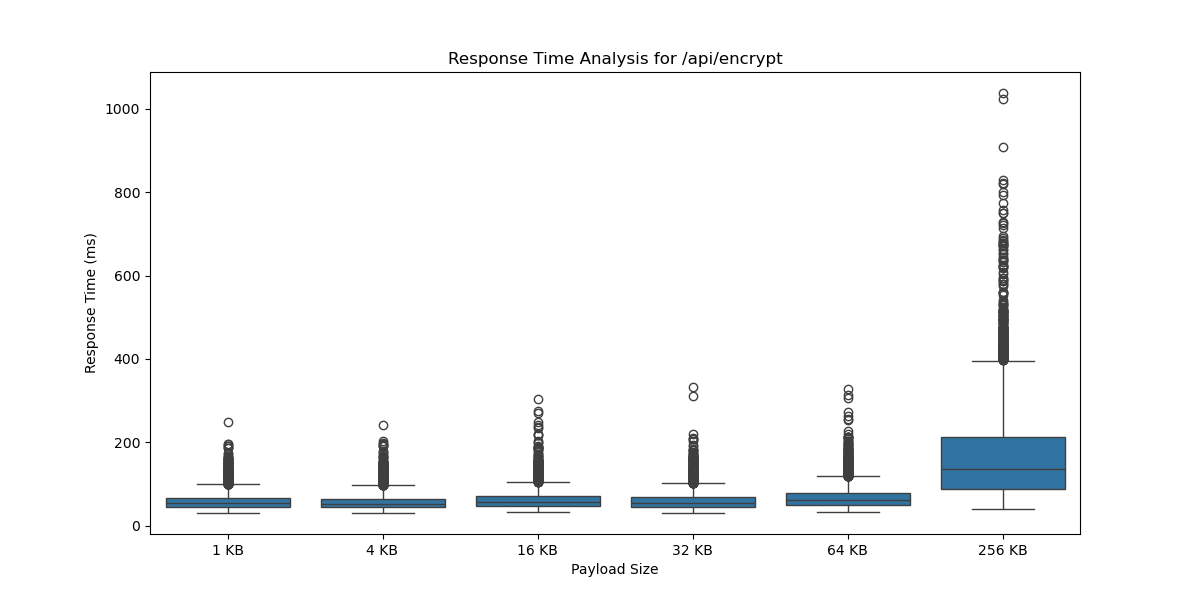 Response Time Analysis for /api/encrypt
1000
800
600
400
200
0
Response Time (ms)
1 KB 4 KB 16 KB 32 KB 64 KB 256 KB
Payload Size